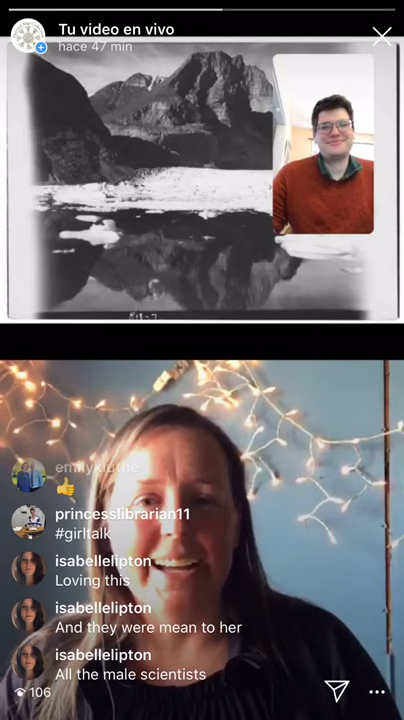 Tu video en vivo
hace 47 min
emilykluthe
👍
princesslibrarian11
#girltalk
isabellelipton
Loving this
isabellelipton
And they were mean to her
isabellelipton
All the male scientists
106